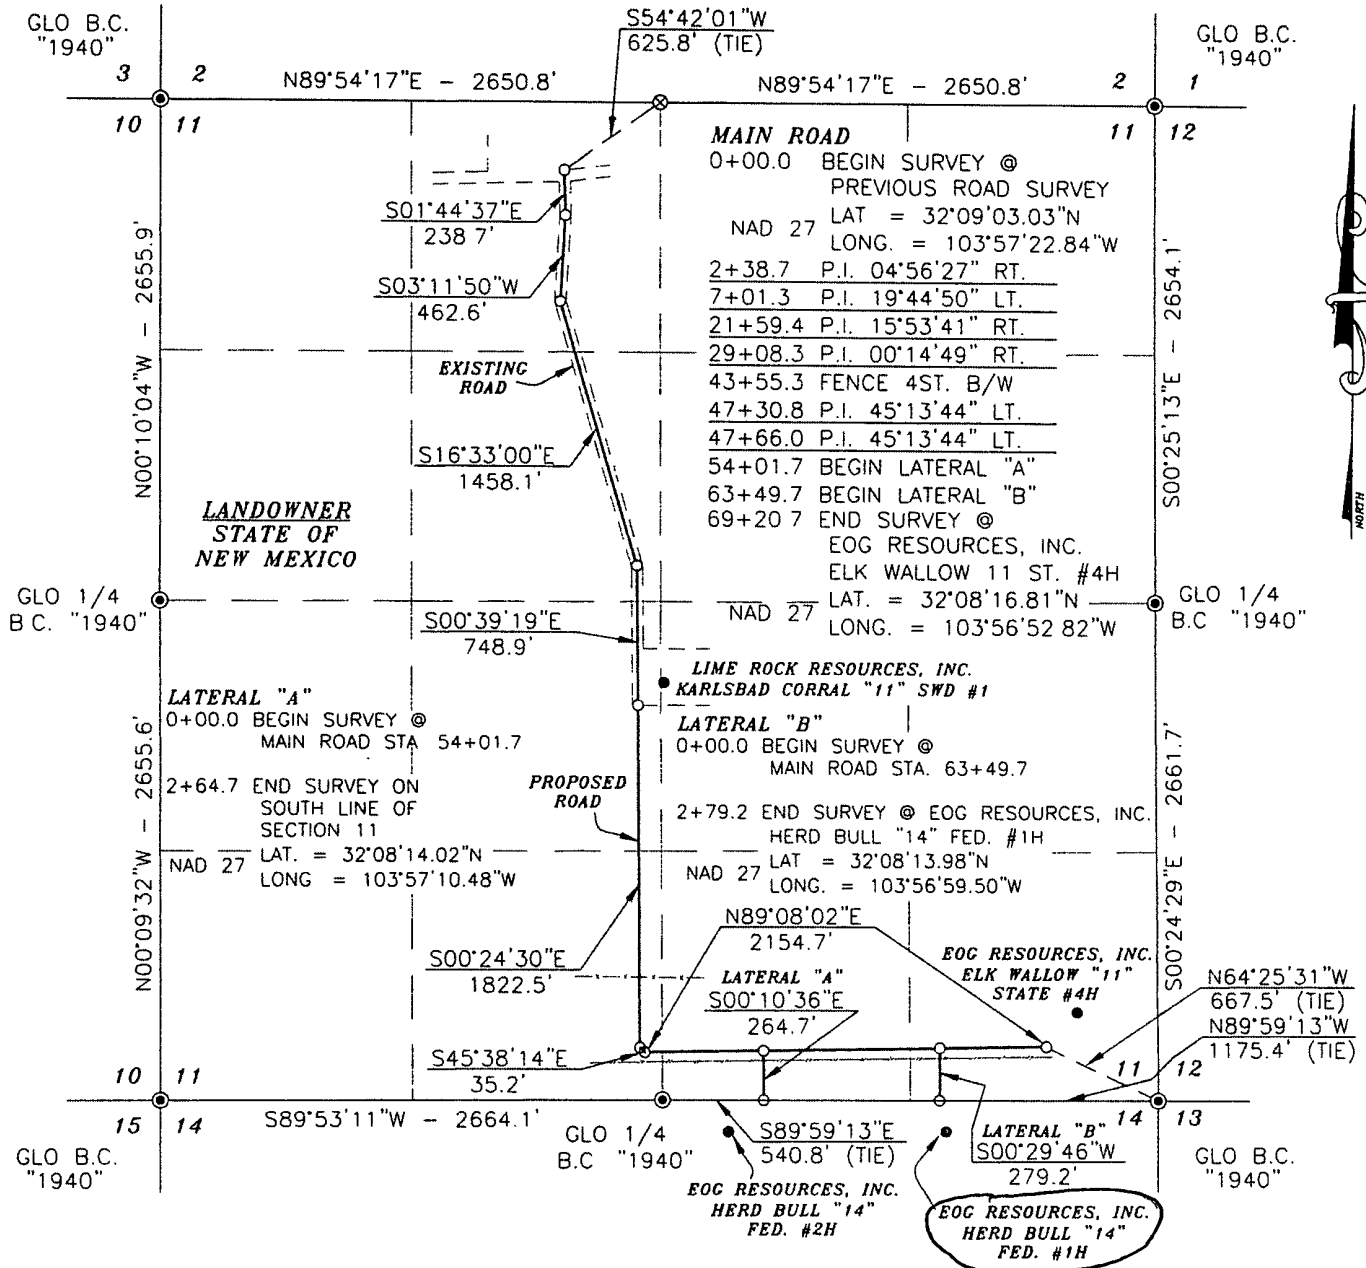 GLO B.C.
"1940"
S54°42'01"W
625.8' (TIE)
GLO B.C.
"1940"
3 2
N89°54'17"E - 2650.8'
N89°54'17"E - 2650.8'
2 1
10 11
11 12
MAIN ROAD
0+00.0 BEGIN SURVEY @
PREVIOUS ROAD SURVEY
NAD 27
LAT = 32°09'03.03"N
LONG. = 103°57'22.84"W
2+38.7 P.I. 04°56'27" RT.
7+01.3 P.I. 19°44'50" LT.
21+59.4 P.I. 15°53'41" RT.
29+08.3 P.I. 00°14'49" RT.
43+55.3 FENCE 4ST. B/W
47+30.8 P.I. 45°13'44" LT.
47+66.0 P.I. 45°13'44" LT.
54+01.7 BEGIN LATERAL "A"
63+49.7 BEGIN LATERAL "B"
69+20 7 END SURVEY @
EOG RESOURCES, INC.
ELK WALLOW 11 ST. #4H
NAD 27
LAT. = 32°08'16.81"N
LONG. = 103°56'52 82"W
S01°44'37"E
238 7'
S03°11'50"W
462.6'
N00°10'04"W - 2655.9'
S00°25'13"E - 2654.1'
NORTH
EXISTING
ROAD
S16°33'00"E
1458.1'
LANDOWNER
STATE OF
NEW MEXICO
GLO 1/4
B C. "1940"
GLO 1/4
B.C "1940"
S00°39'19"E
748.9'
LIME ROCK RESOURCES, INC.
KARLSBAD CORRAL "11" SWD #1
LATERAL "A"
0+00.0 BEGIN SURVEY @
MAIN ROAD STA 54+01.7
2+64.7 END SURVEY ON
SOUTH LINE OF
SECTION 11
NAD 27
LAT. = 32°08'14.02"N
LONG = 103°57'10.48"W
LATERAL "B"
0+00.0 BEGIN SURVEY @
MAIN ROAD STA. 63+49.7
2+79.2 END SURVEY @ EOG RESOURCES, INC.
HERD BULL "14" FED. #1H
NAD 27
LAT = 32°08'13.98"N
LONG. = 103°56'59.50"W
PROPOSED
ROAD
N00°09'32"W - 2655.6'
S00°24'29"E - 2661.7'
N89°08'02"E
2154.7'
S00°24'30"E
1822.5'
LATERAL "A"
S00°10'36"E
264.7'
EOG RESOURCES, INC.
ELK WALLOW "11"
STATE #4H
N64°25'31"W
667.5' (TIE)
N89°59'13"W
1175.4' (TIE)
S45°38'14"E
35.2'
10 11
11 12
15 14
14 13
S89°53'11"W - 2664.1'
GLO B.C.
"1940"
GLO 1/4
B.C "1940"
S89°59'13"E
540.8' (TIE)
LATERAL "B"
S00°29'46"W
279.2'
GLO B.C.
"1940"
EOG RESOURCES, INC.
HERD BULL "14"
FED. #2H
EOG RESOURCES, INC.
HERD BULL "14"
FED. #1H